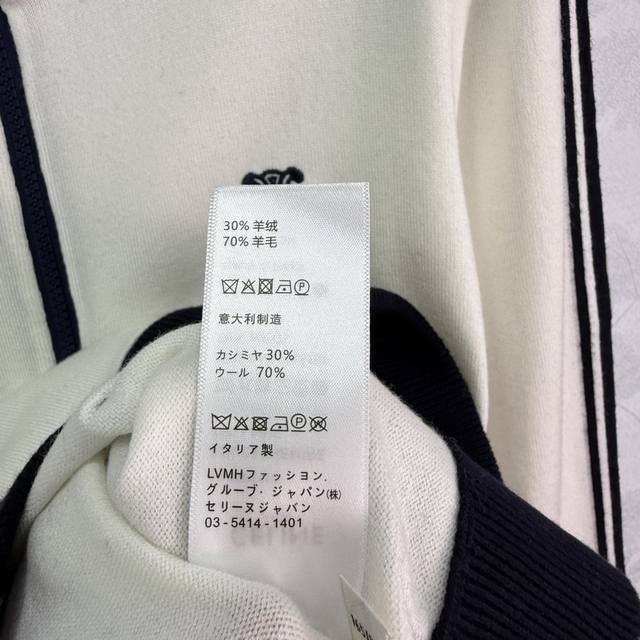 30% 羊绒
70% 羊毛
意大利制造
カシミヤ 30%
ウール 70%
イタリア製
LVMHファッション.
グループ・ジャパン(株)
セリーヌジャパン
03-5414-1401
CELINE